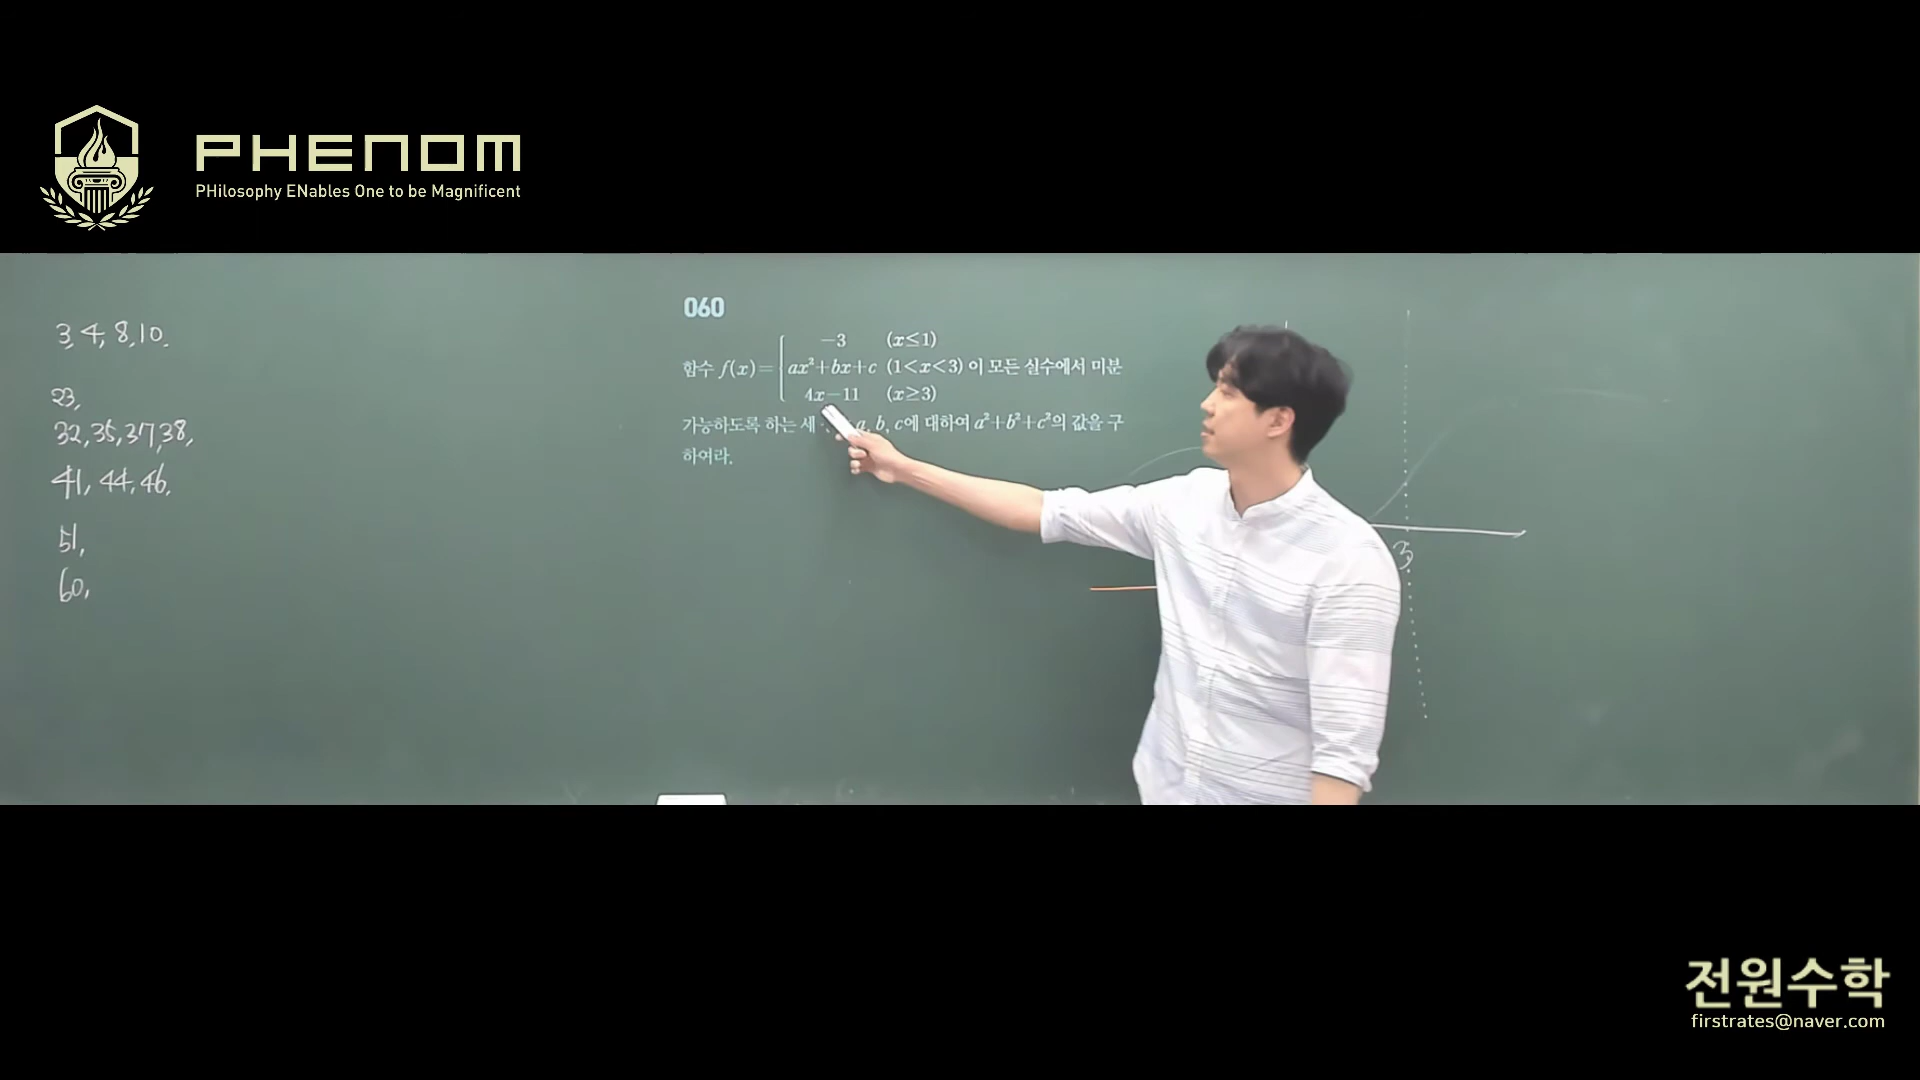 PHENOM
PHilosophy ENables One to be Magnificent
3, 4, 8, 10.
23,
32, 35, 37, 38,
41, 44, 46,
51,
60,
060
함수 f(x)={ -3 (x≤1)
ax²+bx+c (1<x<3) 이 모든 실수에서 미분
4x-11 (x≥3)
가능하도록 하는 세 a, b, c에 대하여 a²+b²+c²의 값을 구
하여라.
3
전원수학
firstrates@naver.com